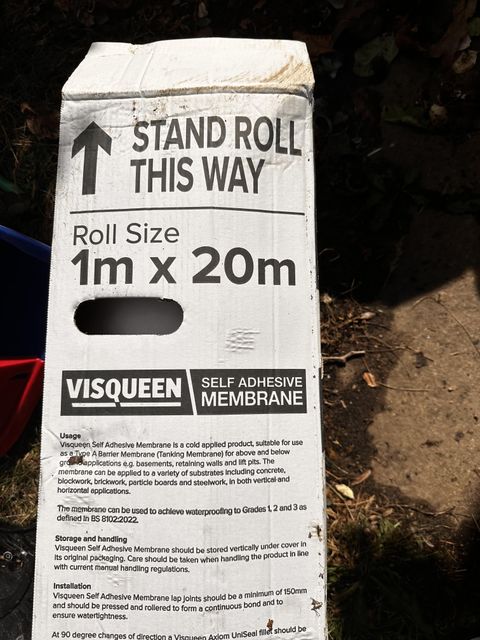 STAND ROLL
THIS WAY
Roll Size
1m x 20m
VISQUEEN
SELF ADHESIVE
MEMBRANE
Usage
Visqueen Self Adhesive Membrane is a cold applied product, suitable for use
as a Type A Barrier Membrane (Tanking Membrane) for above and below
ground applications e.g. basements, retaining walls and lift pits. The
membrane can be applied to a variety of substrates including concrete,
blockwork, brickwork, particle boards and steelwork, in both vertical and
horizontal applications.
The membrane can be used to achieve waterproofing to Grades 1, 2 and 3 as
defined in BS 8102:2022.
Storage and handling
Visqueen Self Adhesive Membrane should be stored vertically under cover in
its original packaging. Care should be taken when handling the product in line
with current manual handling regulations.
Installation
Visqueen Self Adhesive Membrane lap joints should be a minimum of 150mm
and should be pressed and rollered to form a continuous bond and to
ensure watertightness.
At 90 degree changes of direction a Visqueen Axiom UniSeal fillet should be